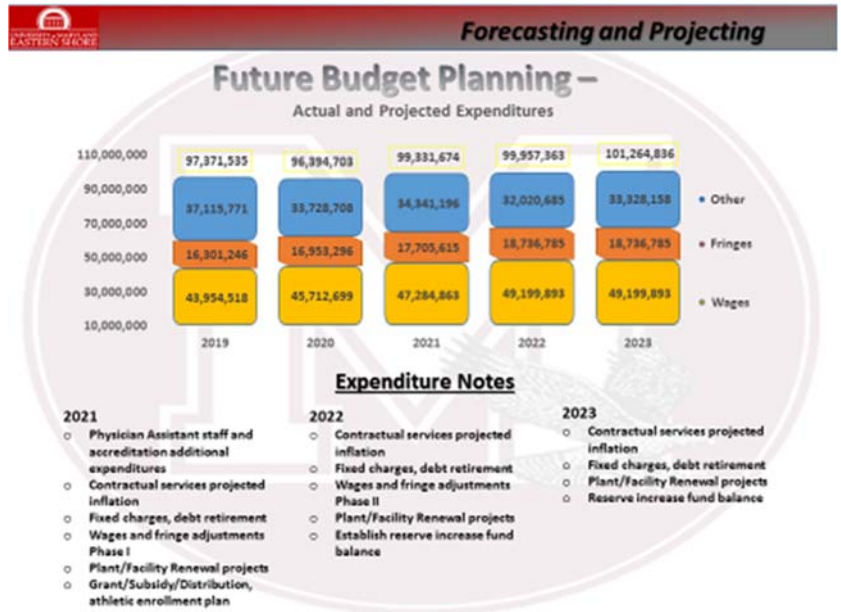 UNIVERSITY of MARYLAND
EASTERN SHORE
Forecasting and Projecting
Future Budget Planning –
Actual and Projected Expenditures
110,000,000
90,000,000
70,000,000
50,000,000
30,000,000
10,000,000
97,371,535
96,394,703
99,331,674
99,957,363
101,264,836
37,115,771
33,728,708
34,341,196
32,020,685
33,328,158
16,301,246
16,953,296
17,705,615
18,736,785
18,736,785
43,954,518
45,712,699
47,284,863
49,199,893
49,199,893
2019
2020
2021
2022
2023
Other
Fringes
Wages
Expenditure Notes
2021
Physician Assistant staff and
accreditation additional
expenditures
Contractual services projected
inflation
Fixed charges, debt retirement
Wages and fringe adjustments
Phase I
Plant/Facility Renewal projects
Grant/Subsidy/Distribution,
athletic enrollment plan
2022
Contractual services projected
inflation
Fixed charges, debt retirement
Wages and fringe adjustments
Phase II
Plant/Facility Renewal projects
Establish reserve increase fund
balance
2023
Contractual services projected
inflation
Fixed charges, debt retirement
Plant/Facility Renewal projects
Reserve increase fund balance